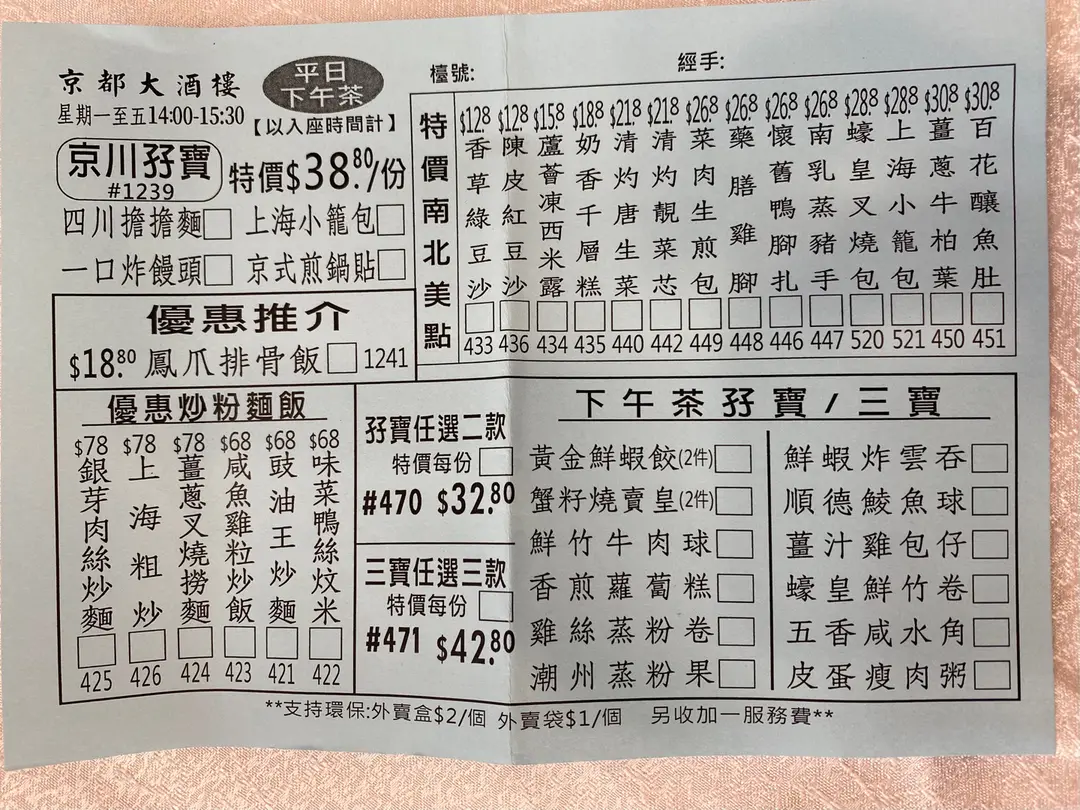 京都大酒樓
平日
下午茶
星期一至五14:00-15:30
【以入座時間計】
京川孖寶
#1239
特價$38.80/份
四川擔擔麵
上海小籠包
一口炸饅頭
京式煎鍋貼
優惠推介
$18.80 鳳爪排骨飯 1241
檯號:
經手:
特價南北美點
$12.8 香草綠豆沙 433
$12.8 陳皮紅豆沙 436
$15.8 蘆薈凍西米露 434
$18.8 奶香千層糕 435
$21.8 清灼唐生菜 440
$21.8 清灼靚菜芯 442
$26.8 菜肉生煎包 449
$26.8 藥膳雞腳 448
$26.8 懷舊鴨腳扎 446
$26.8 南乳蒸豬手 447
$28.8 蠔皇叉燒包 520
$28.8 上海小籠包 521
$30.8 薑蔥牛柏葉 450
$30.8 百花釀魚肚 451
優惠炒粉麵飯
$78 銀芽肉絲炒麵 425
$78 上海粗炒 426
$78 薑蔥叉燒撈麵 424
$68 咸魚雞粒炒飯 423
$68 豉油王炒麵 421
$68 味菜鴨絲炆米 422
孖寶任選二款
特價每份
#470 $32.80
三寶任選三款
特價每份
#471 $42.80
下午茶孖寶/三寶
黃金鮮蝦餃(2件)
蟹籽燒賣皇(2件)
鮮竹牛肉球
香煎蘿蔔糕
雞絲蒸粉卷
潮州蒸粉果
鮮蝦炸雲吞
順德鯪魚球
薑汁雞包仔
蠔皇鮮竹卷
五香咸水角
皮蛋瘦肉粥
**支持環保:外賣盒$2/個 外賣袋$1/個 另收加一服務費**